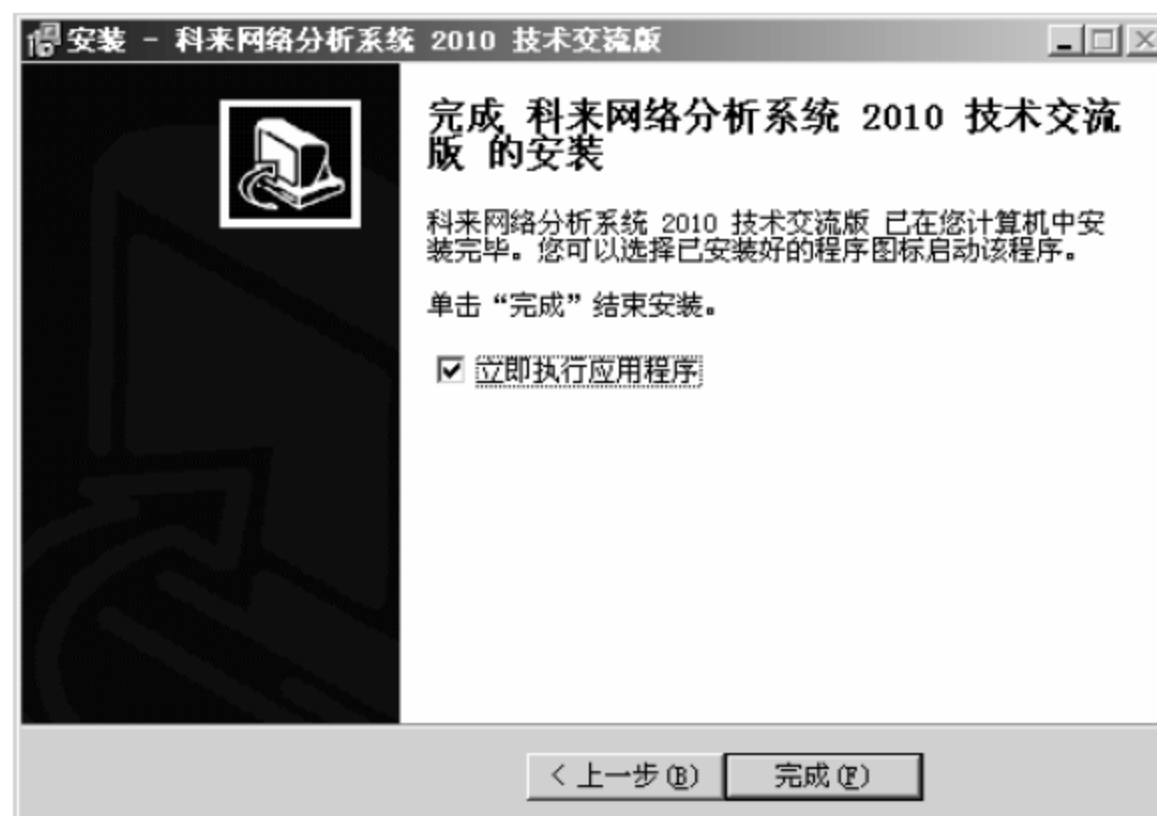 安装 - 科来网络分析系统 2010 技术交流版
完成 科来网络分析系统 2010 技术交流
版 的安装
科来网络分析系统 2010 技术交流版 已在您计算机中安
装完毕。您可以选择已安装好的程序图标启动该程序。
单击“完成”结束安装。
立即执行应用程序
< 上一步(B) 完成(F)